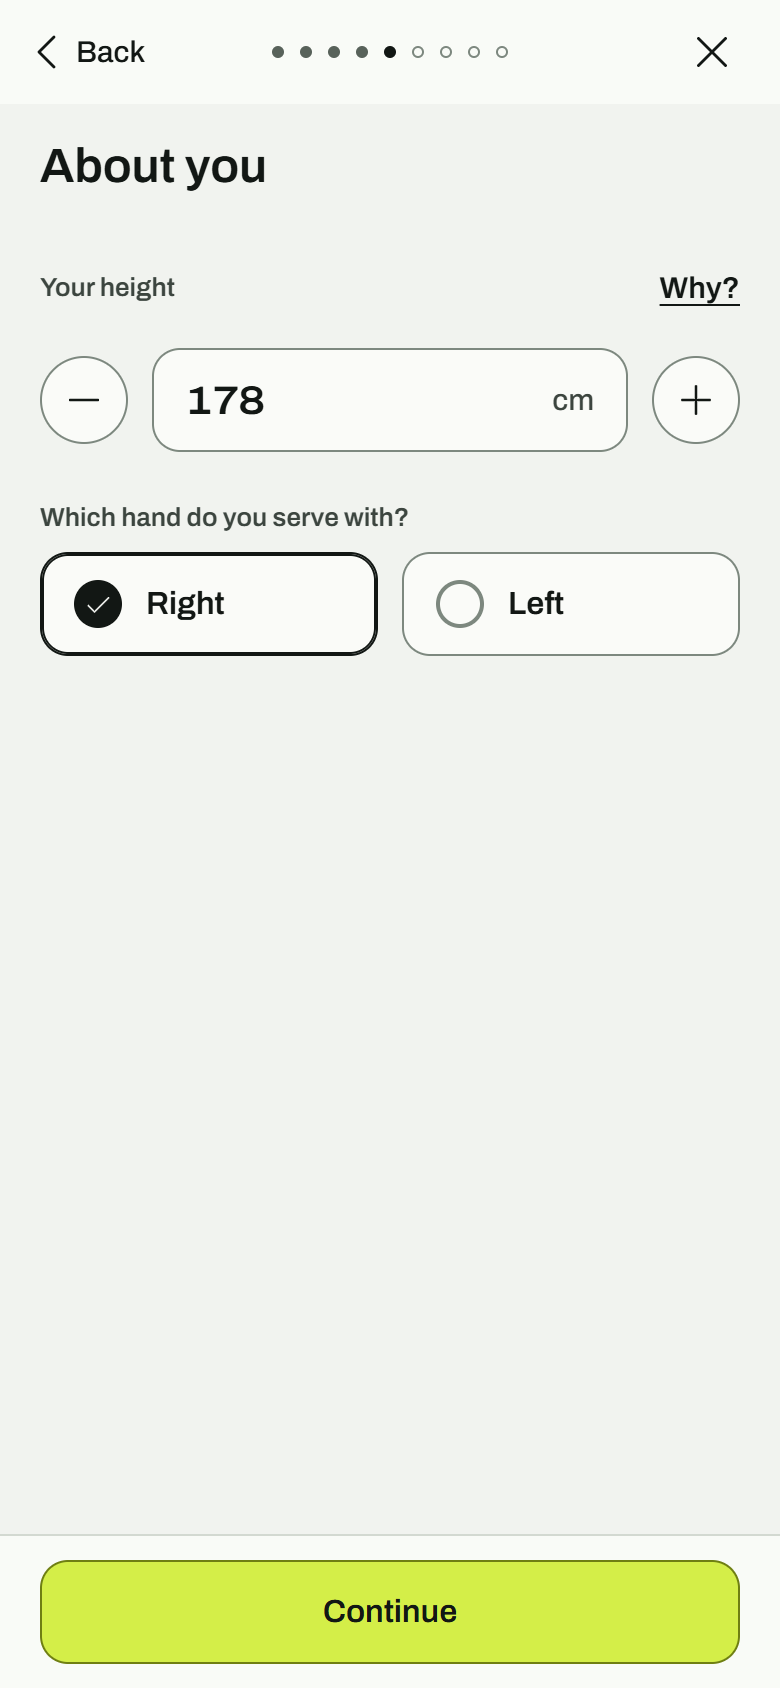 Back
About you
Your height
Why?
178
cm
Which hand do you serve with?
Right
Left
Continue